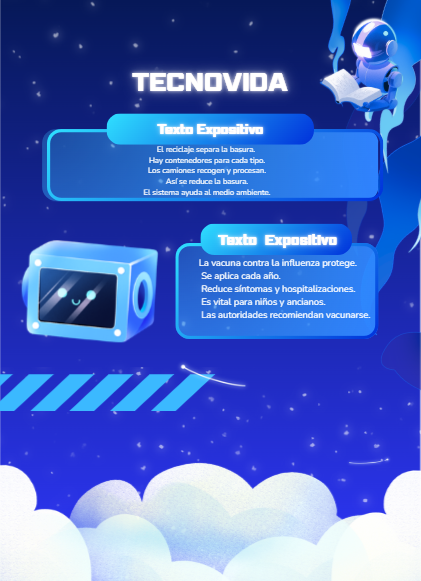 TECNOVIDA
Texto Expositivo
El reciclaje separa la basura.
Hay contenedores para cada tipo.
Los camiones recogen y procesan.
Así se reduce la basura.
El sistema ayuda al medio ambiente.
Texto Expositivo
La vacuna contra la influenza protege.
Se aplica cada año.
Reduce síntomas y hospitalizaciones.
Es vital para niños y ancianos.
Las autoridades recomiendan vacunarse.